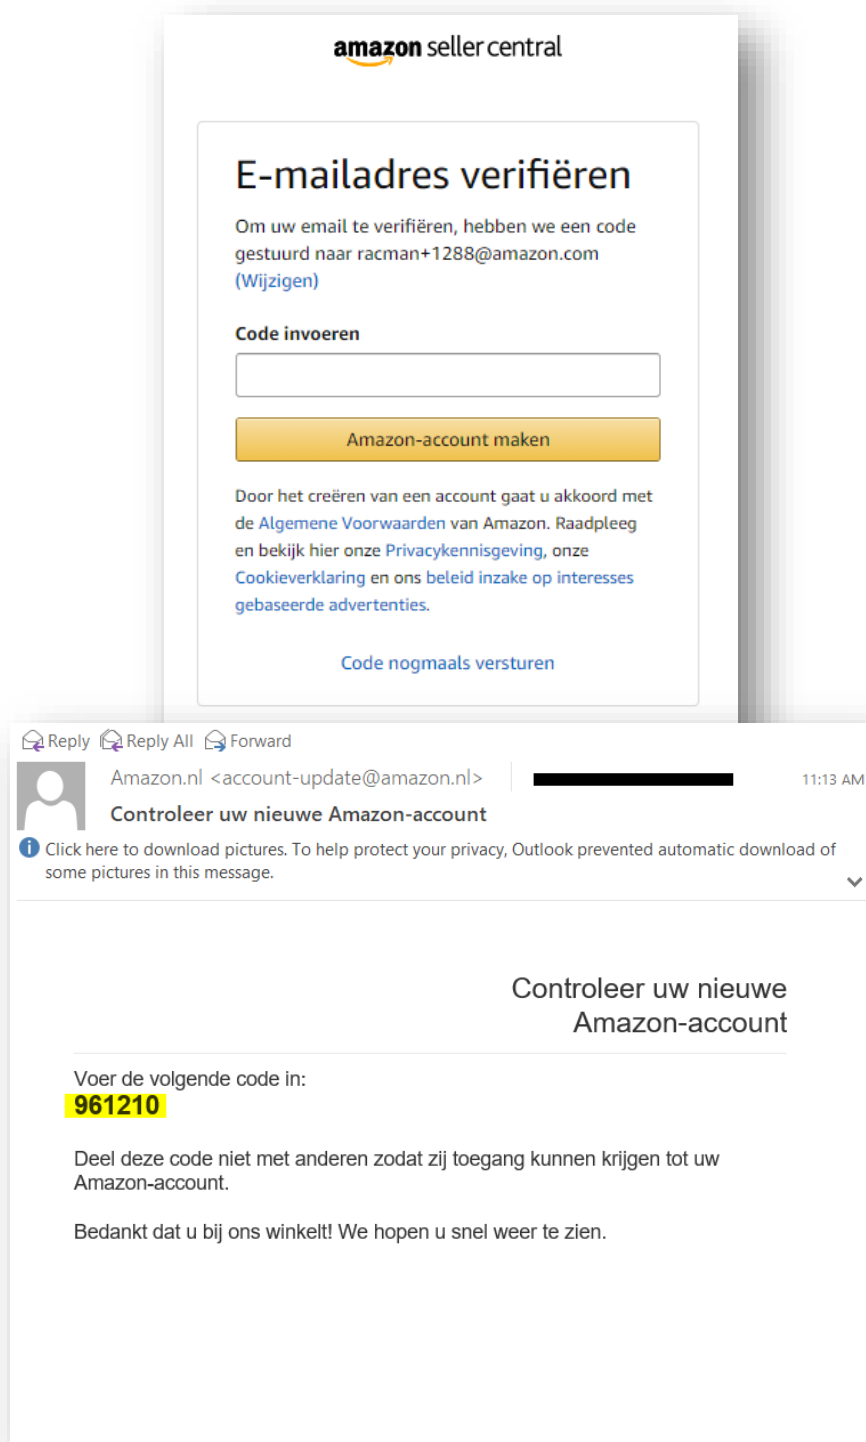 amazon seller central
E-mailadres verifiëren
Om uw email te verifiëren, hebben we een code
gestuurd naar racman+1288@amazon.com
(Wijzigen)
Code invoeren
Amazon-account maken
Door het creëren van een account gaat u akkoord met
de Algemene Voorwaarden van Amazon. Raadpleeg
en bekijk hier onze Privacykennisgeving, onze
Cookieverklaring en ons beleid inzake op interesses
gebaseerde advertenties.
Code nogmaals versturen
Reply Reply All Forward
Amazon.nl <account-update@amazon.nl> 11:13 AM
Controleer uw nieuwe Amazon-account
Click here to download pictures. To help protect your privacy, Outlook prevented automatic download of
some pictures in this message.
Controleer uw nieuwe
Amazon-account
Voer de volgende code in:
961210
Deel deze code niet met anderen zodat zij toegang kunnen krijgen tot uw
Amazon-account.
Bedankt dat u bij ons winkelt! We hopen u snel weer te zien.